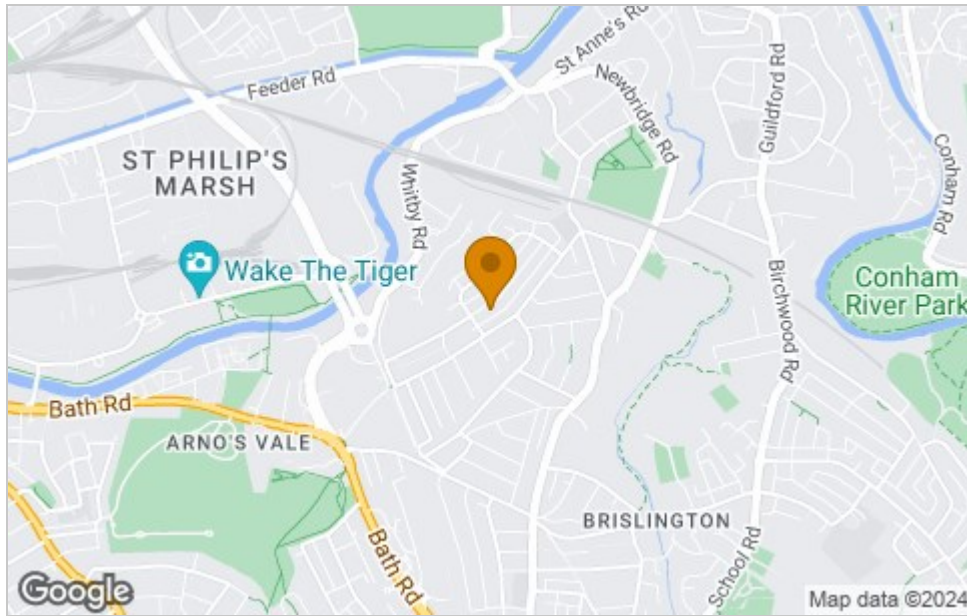 St Anne's Rd
Feeder Rd
Newbridge Rd
Guildford Rd
Conham Rd
ST PHILIP'S
MARSH
Whitby Rd
Wake The Tiger
Birchwood Rd
Conham
River Park
Bath Rd
ARNO'S VALE
BRISLINGTON
Bath Rd
School Rd
Google
Map data ©2024